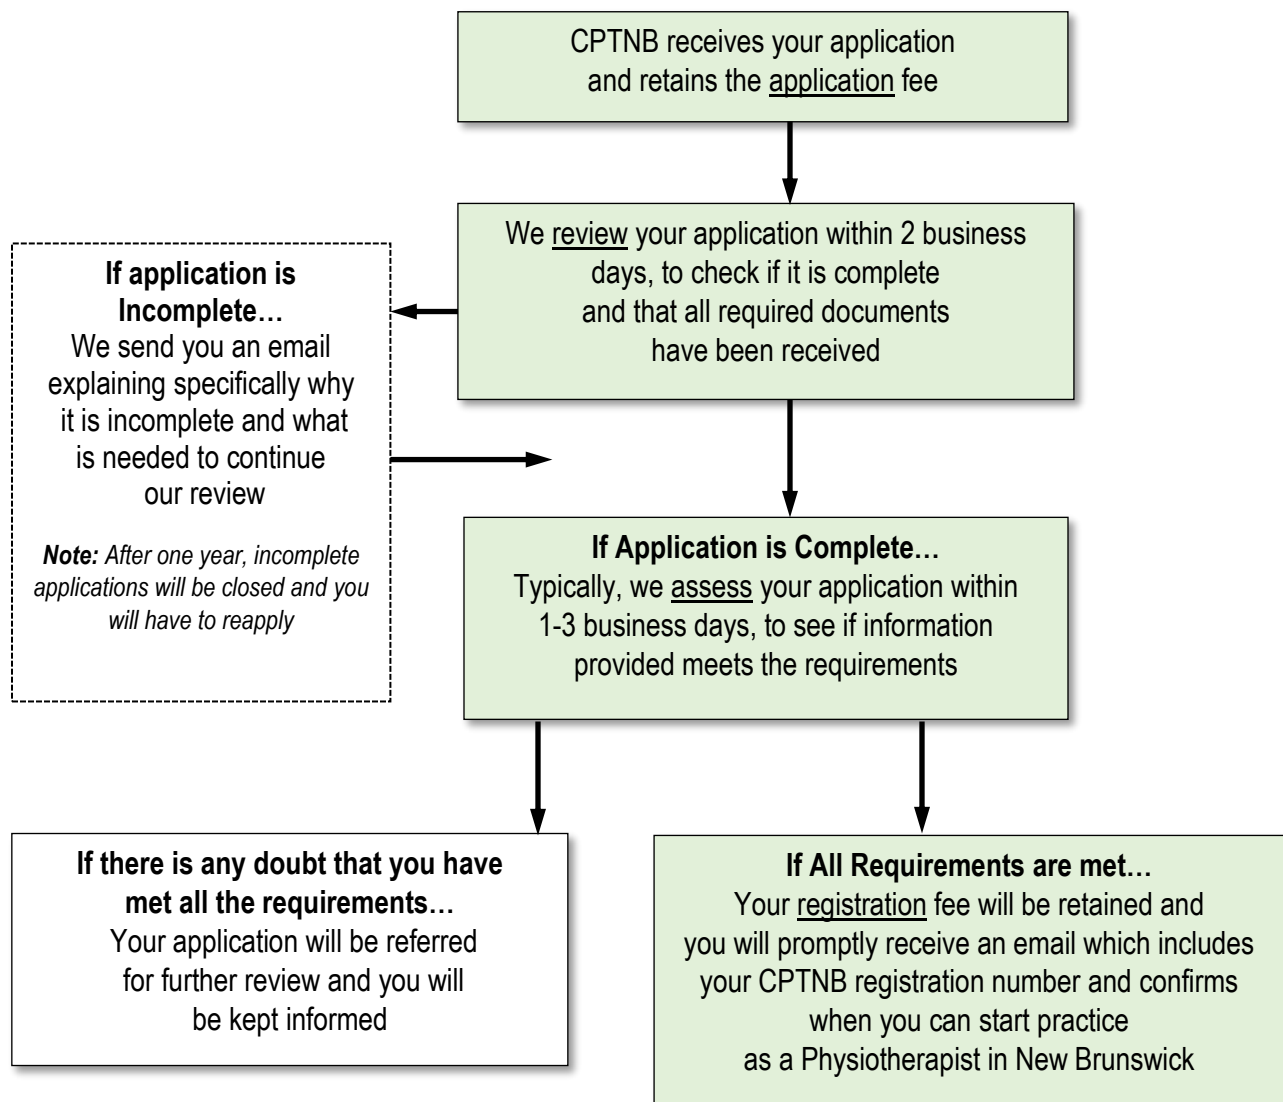 CPTNB receives your application
and retains the application fee
We review your application within 2 business
days, to check if it is complete
and that all required documents
have been received
If application is
Incomplete…
We send you an email
explaining specifically why
it is incomplete and what
is needed to continue
our review
Note: After one year, incomplete
applications will be closed and you
will have to reapply
If Application is Complete…
Typically, we assess your application within
1-3 business days, to see if information
provided meets the requirements
If there is any doubt that you have
met all the requirements…
Your application will be referred
for further review and you will
be kept informed
If All Requirements are met…
Your registration fee will be retained and
you will promptly receive an email which includes
your CPTNB registration number and confirms
when you can start practice
as a Physiotherapist in New Brunswick